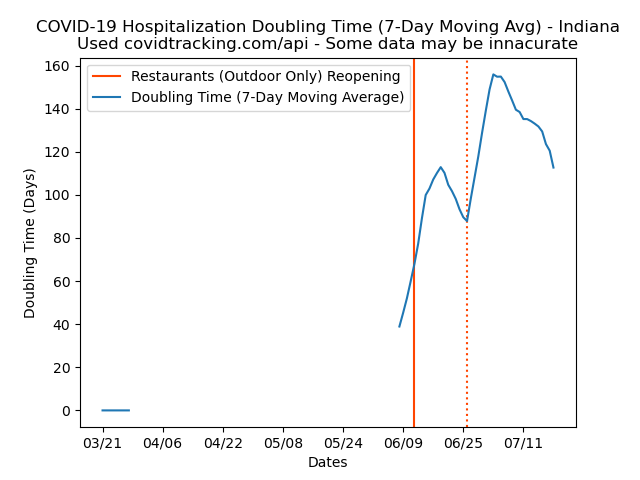 COVID-19 Hospitalization Doubling Time (7-Day Moving Avg) - Indiana
Used covidtracking.com/api - Some data may be innacurate
Restaurants (Outdoor Only) Reopening
Doubling Time (7-Day Moving Average)
Doubling Time (Days)
160
140
120
100
80
60
40
20
0
03/21 04/06 04/22 05/08 05/24 06/09 06/25 07/11
Dates